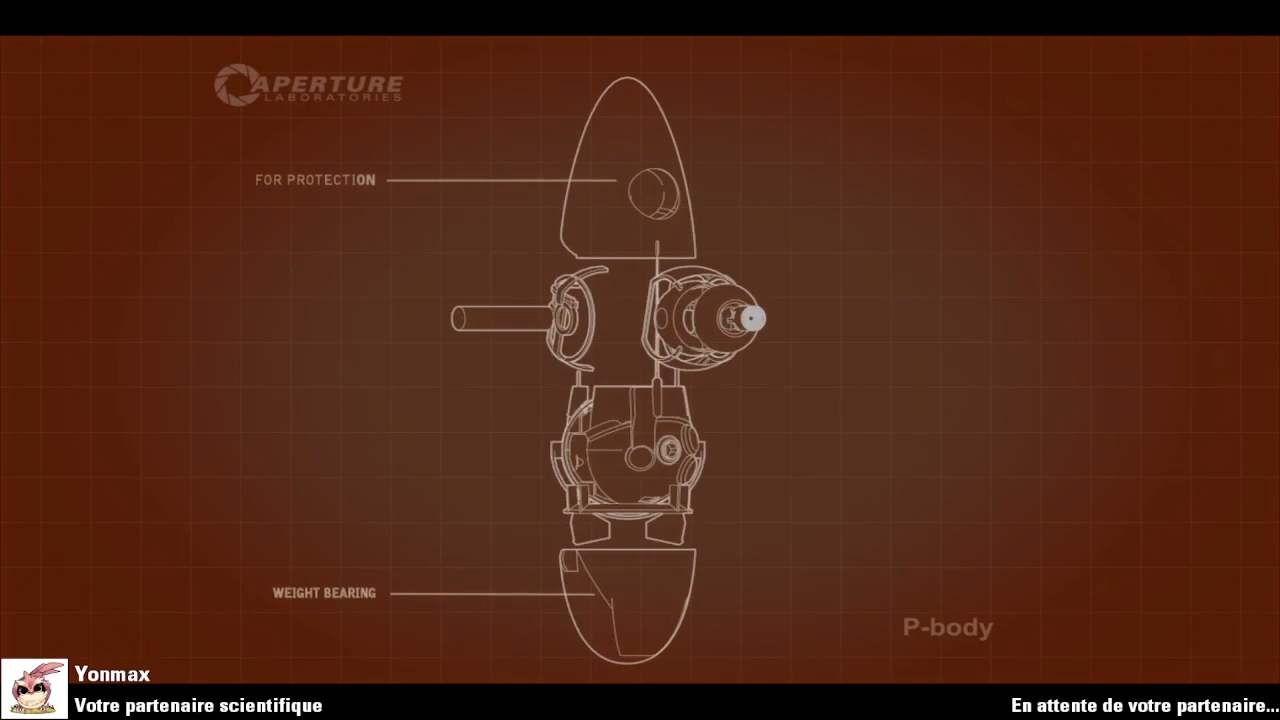 APERTURE
LABORATORIES
FOR PROTECTION
WEIGHT BEARING
P-body
Yonmax
Votre partenaire scientifique
En attente de votre partenaire...